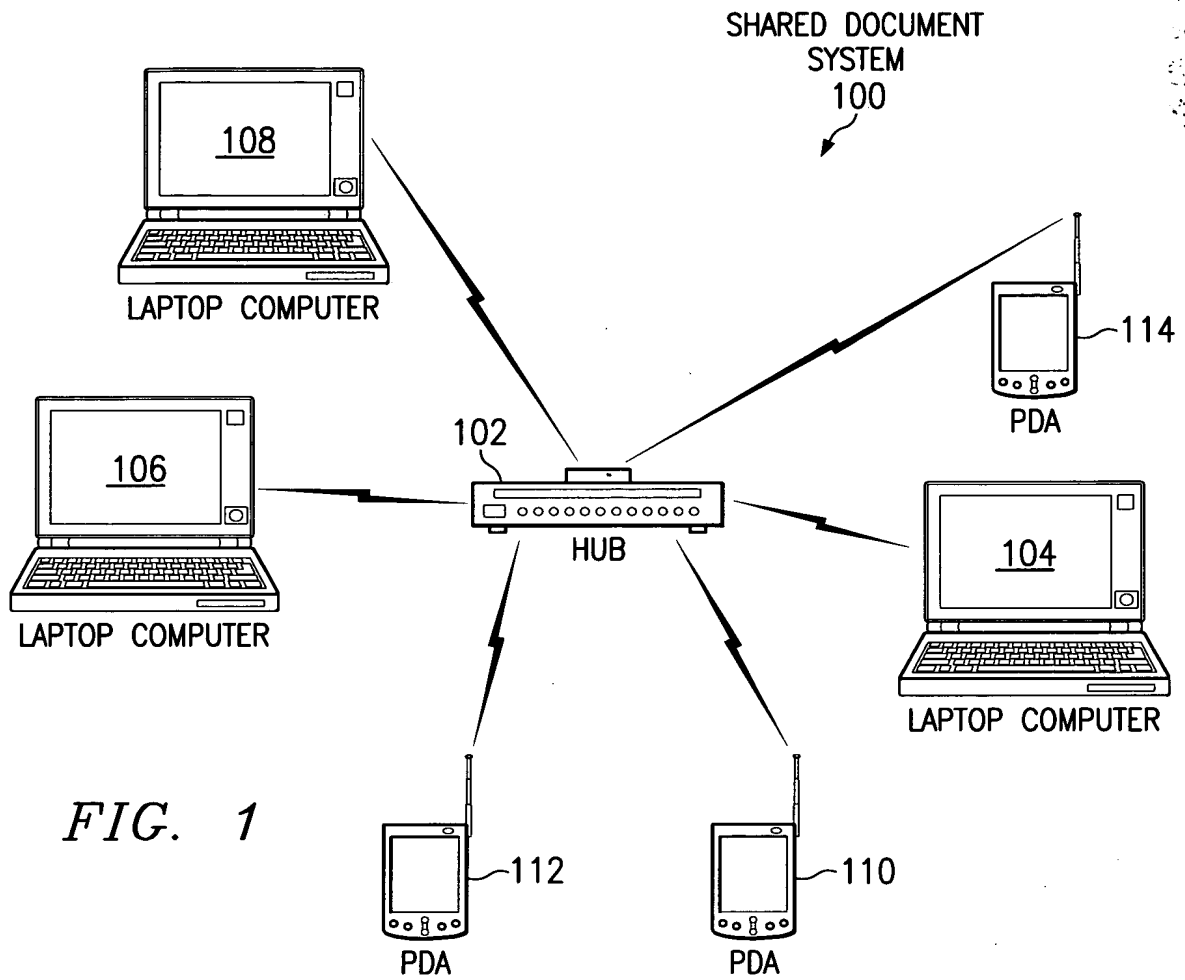 SHARED DOCUMENT
SYSTEM
100
108
LAPTOP COMPUTER
114
PDA
106
LAPTOP COMPUTER
102
HUB
104
LAPTOP COMPUTER
FIG. 1
112
PDA
110
PDA